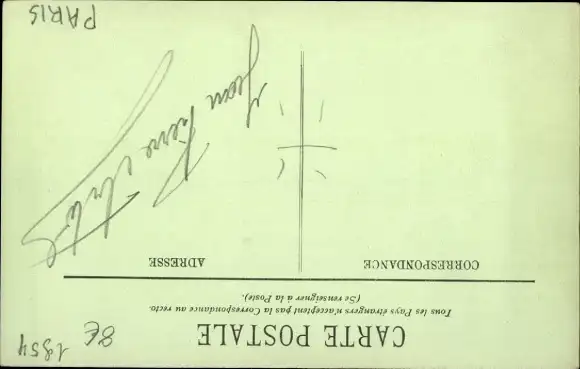 CARTE POSTALE
Tous les Pays étrangers n'acceptent pas la Correspondance au recto.
(Se renseigner à la Poste).
CORRESPONDANCE
ADRESSE
8€
PARIS